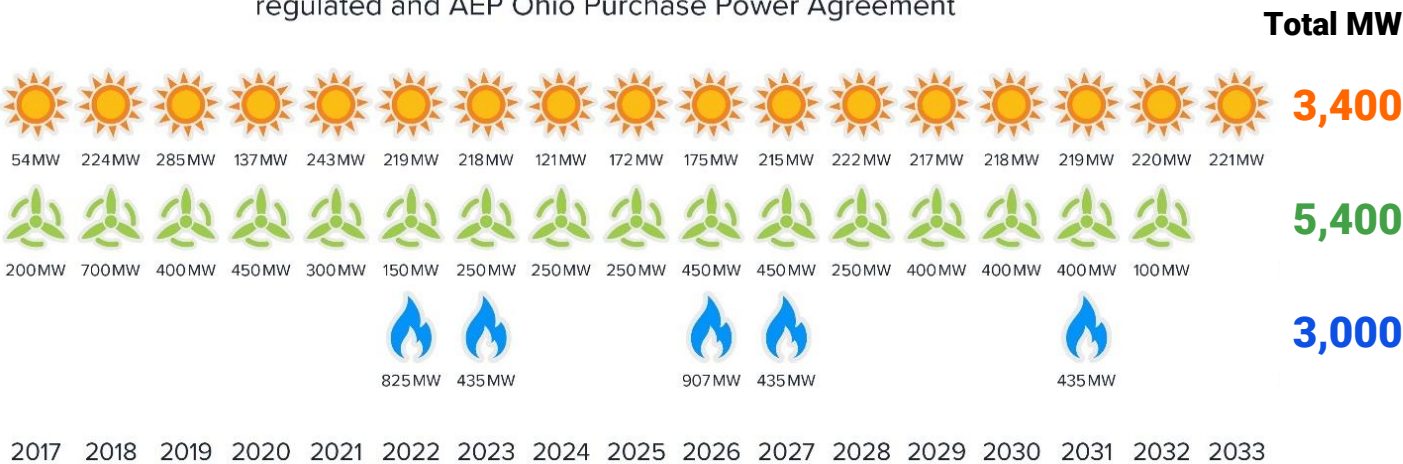 regulated and AEP Ohio Purchase Power Agreement
Total MW
3,400
54MW 224MW 285MW 137MW 243MW 219MW 218MW 121MW 172MW 175MW 215MW 222MW 217MW 218MW 219MW 220MW 221MW
5,400
200MW 700MW 400MW 450MW 300MW 150MW 250MW 250MW 250MW 450MW 450MW 250MW 400MW 400MW 400MW 100MW
3,000
825MW 435MW 907MW 435MW 435MW
2017 2018 2019 2020 2021 2022 2023 2024 2025 2026 2027 2028 2029 2030 2031 2032 2033